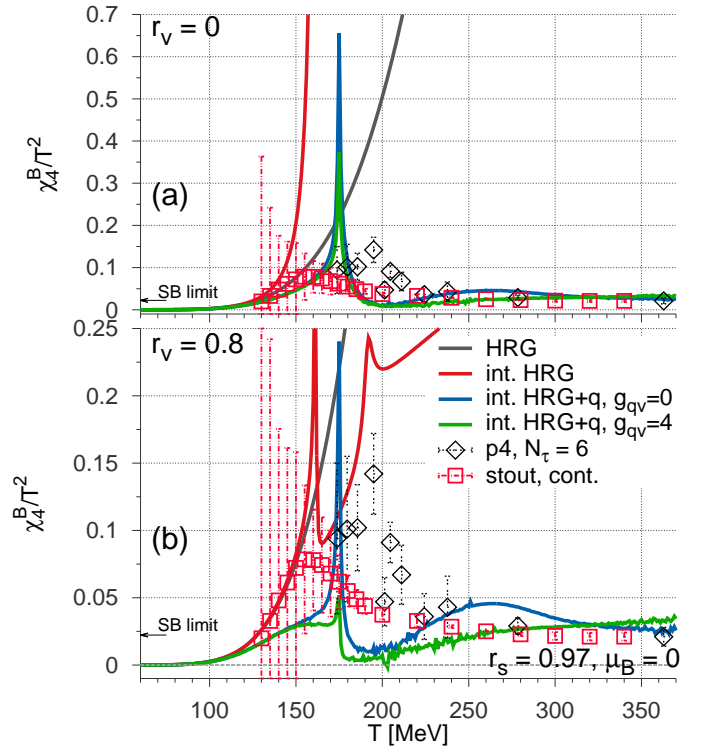 0.7
r_v = 0
0.6
0.5
χ_4^B/T^2
0.4
(a)
0.3
0.2
0.1
SB limit
0
0.25
r_v = 0.8
HRG
int. HRG
0.2
int. HRG+q, g_qv=0
int. HRG+q, g_qv=4
p4, N_τ = 6
0.15
stout, cont.
χ_4^B/T^2
0.1
(b)
0.05
SB limit
0
r_s = 0.97, μ_B = 0
100 150 200 250 300 350
T [MeV]